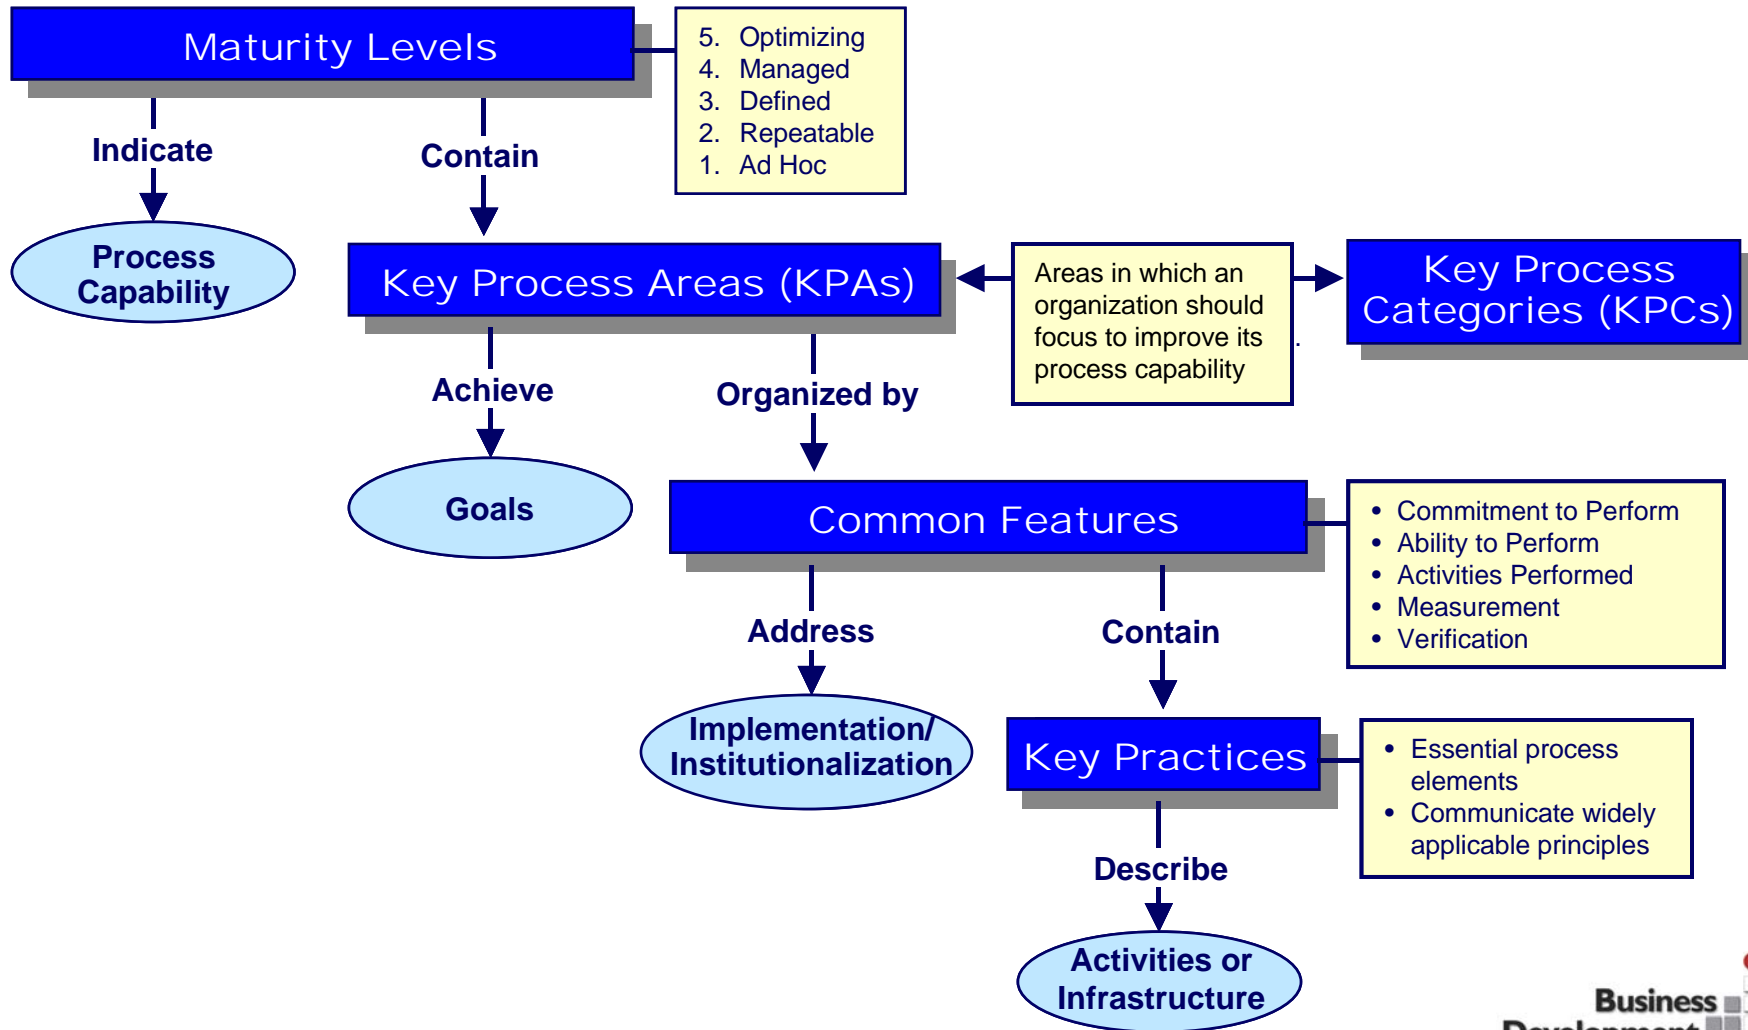 Maturity Levels
5. Optimizing
4. Managed
3. Defined
2. Repeatable
1. Ad Hoc
Indicate
Contain
Process
Capability
Key Process Areas (KPAs)
Areas in which an
organization should
focus to improve its
process capability
.
Key Process
Categories (KPCs)
Achieve
Organized by
Goals
Common Features
• Commitment to Perform
• Ability to Perform
• Activities Performed
• Measurement
• Verification
Address
Contain
Implementation/
Institutionalization
Key Practices
• Essential process
elements
• Communicate widely
applicable principles
Describe
Activities or
Infrastructure
Business
Development